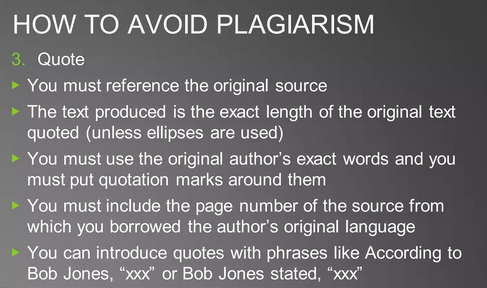 HOW TO AVOID PLAGIARISM
3. Quote
You must reference the original source
The text produced is the exact length of the original text
quoted (unless ellipses are used)
You must use the original author’s exact words and you
must put quotation marks around them
You must include the page number of the source from
which you borrowed the author’s original language
You can introduce quotes with phrases like According to
Bob Jones, “xxx” or Bob Jones stated, “xxx”